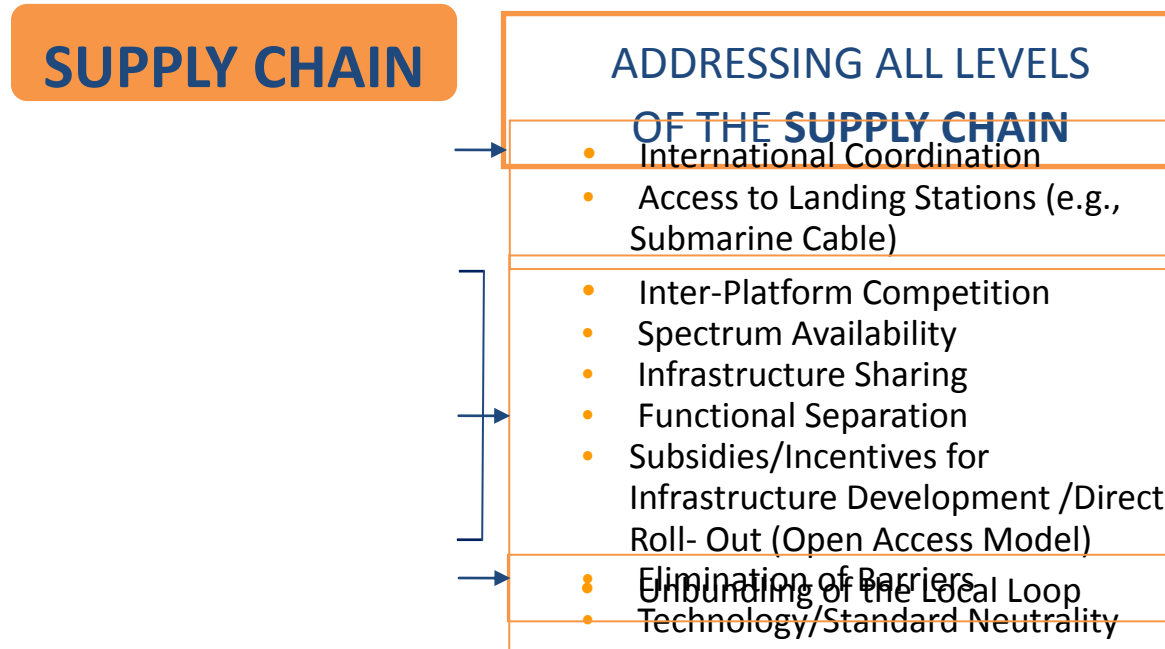 SUPPLY CHAIN
ADDRESSING ALL LEVELS
OF THE SUPPLY CHAIN
• International Coordination
• Access to Landing Stations (e.g.,
Submarine Cable)
• Inter-Platform Competition
• Spectrum Availability
• Infrastructure Sharing
• Functional Separation
• Subsidies/Incentives for
Infrastructure Development /Direct
Roll- Out (Open Access Model)
• Elimination of Barriers
• Unbundling of the Local Loop
• Technology/Standard Neutrality